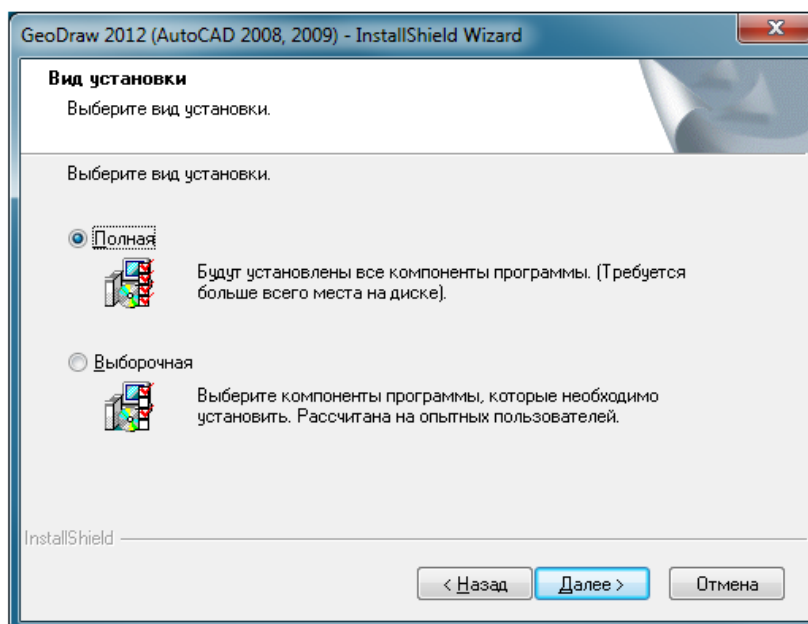 GeoDraw 2012 (AutoCAD 2008, 2009) - InstallShield Wizard
Вид установки
Выберите вид установки.
Выберите вид установки.
Полная
Будут установлены все компоненты программы. (Требуется
больше всего места на диске).
Выборочная
Выберите компоненты программы, которые необходимо
установить. Рассчитана на опытных пользователей.
InstallShield
< Назад Далее > Отмена